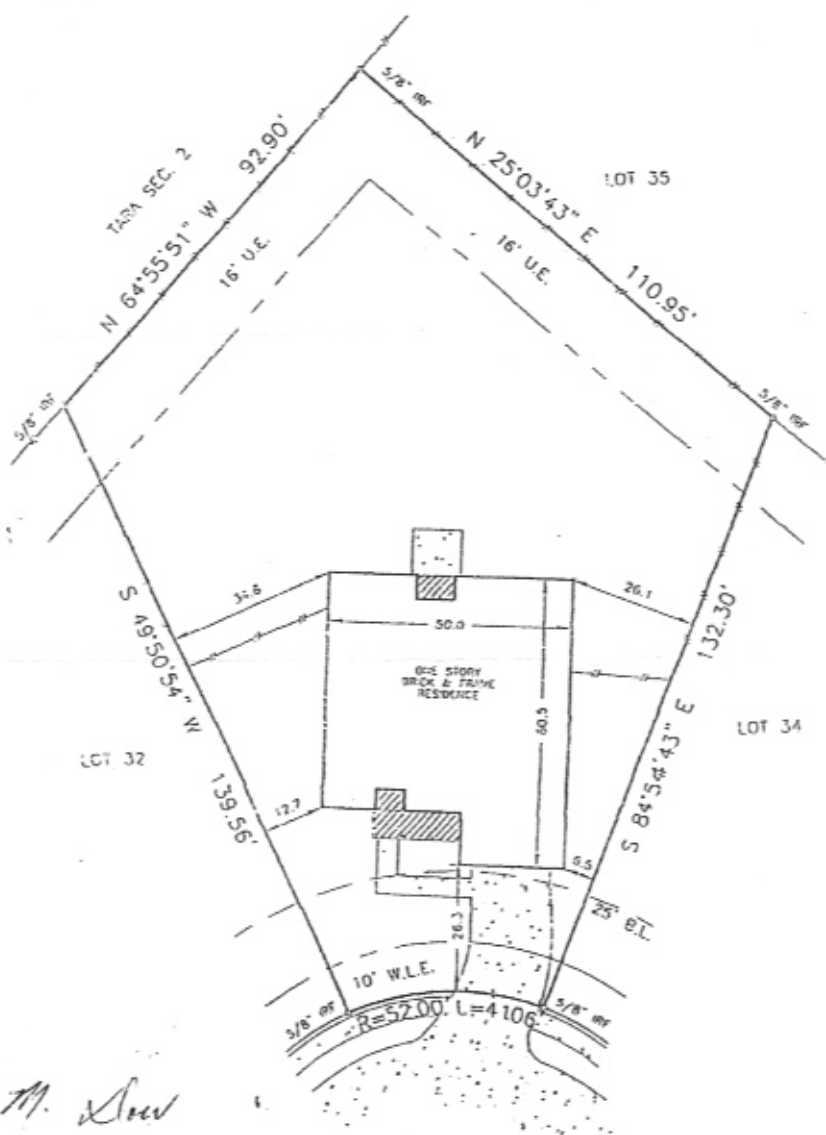 5/8" IRF
TARA SEC. 2
N 64°55'51" W 92.90'
16' U.E.
N 25°03'43" E 110.95'
LOT 35
16' U.E.
5/8" IRF
5/8" IRF
S 49°50'54" W 139.56'
26.1
50.0
ONE STORY
BRICK & FRAME
RESIDENCE
60.5
S 84°54'43" E 132.30'
LOT 32
LOT 34
12.7
6.5
25' B.L.
26.3
10' W.L.E.
5/8" IRF
R=52.00' L=41.06'
5/8" IRF
M.